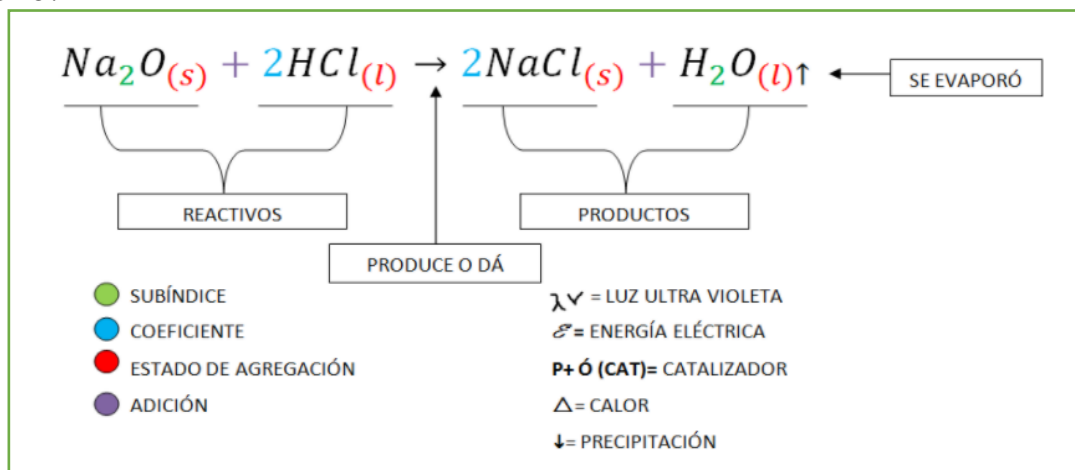 Na₂O(s) + 2HCl(l) → 2NaCl(s) + H₂O(l)↑
SE EVAPORÓ
REACTIVOS
PRODUCTOS
PRODUCE O DÁ
SUBÍNDICE
COEFICIENTE
ESTADO DE AGREGACIÓN
ADICIÓN
λv = LUZ ULTRA VIOLETA
ℰ= ENERGÍA ELÉCTRICA
P+ Ó (CAT)= CATALIZADOR
△= CALOR
↓= PRECIPITACIÓN